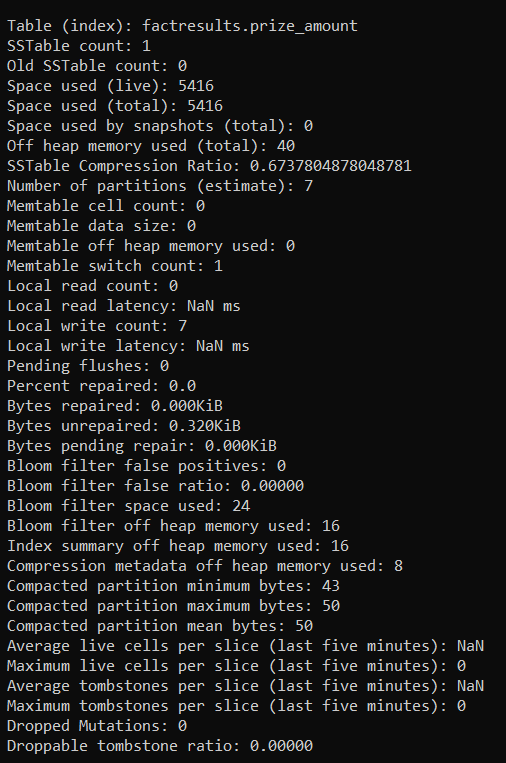 Table (index): factresults.prize_amount
SSTable count: 1
Old SSTable count: 0
Space used (live): 5416
Space used (total): 5416
Space used by snapshots (total): 0
Off heap memory used (total): 40
SSTable Compression Ratio: 0.6737804878048781
Number of partitions (estimate): 7
Memtable cell count: 0
Memtable data size: 0
Memtable off heap memory used: 0
Memtable switch count: 1
Local read count: 0
Local read latency: NaN ms
Local write count: 7
Local write latency: NaN ms
Pending flushes: 0
Percent repaired: 0.0
Bytes repaired: 0.000KiB
Bytes unrepaired: 0.320KiB
Bytes pending repair: 0.000KiB
Bloom filter false positives: 0
Bloom filter false ratio: 0.00000
Bloom filter space used: 24
Bloom filter off heap memory used: 16
Index summary off heap memory used: 16
Compression metadata off heap memory used: 8
Compacted partition minimum bytes: 43
Compacted partition maximum bytes: 50
Compacted partition mean bytes: 50
Average live cells per slice (last five minutes): NaN
Maximum live cells per slice (last five minutes): 0
Average tombstones per slice (last five minutes): NaN
Maximum tombstones per slice (last five minutes): 0
Dropped Mutations: 0
Droppable tombstone ratio: 0.00000